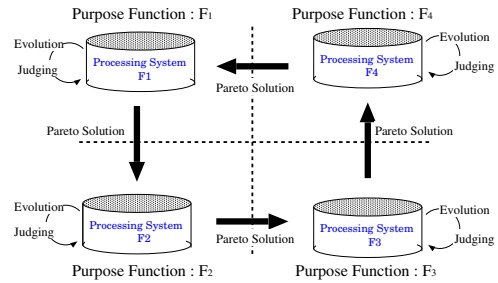 Purpose Function : F1
Purpose Function : F4
Evolution
Judging
Processing System
F1
Processing System
F4
Evolution
Judging
Pareto Solution
Pareto Solution
Pareto Solution
Evolution
Judging
Processing System
F2
Pareto Solution
Processing System
F3
Evolution
Judging
Purpose Function : F2
Purpose Function : F3